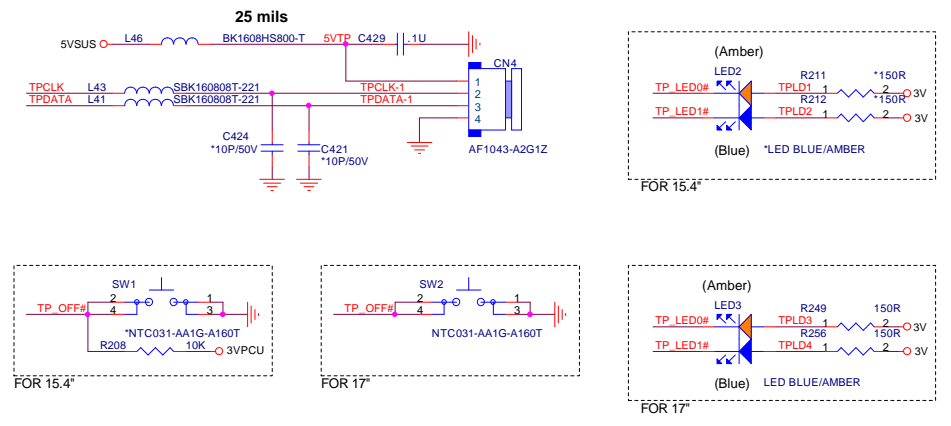 25 mils
5VSUS L46 BK1608HS800-T 5VTP C429 .1U
CN4
TPCLK L43 SBK160808T-221 TPCLK-1 1
2
TPDATA L41 SBK160808T-221 TPDATA-1 3
4
C424
*10P/50V
C421
*10P/50V
AF1043-A2G1Z
(Amber)
LED2 R211 *150R
TP_LED0# TPLD1 1 2 3V
R212 *150R
TP_LED1# TPLD2 1 2 3V
(Blue) *LED BLUE/AMBER
FOR 15.4"
SW1
2 1
TP_OFF# 4 3
*NTC031-AA1G-A160T
R208 10K 3VPCU
FOR 15.4"
SW2
2 1
TP_OFF# 4 3
NTC031-AA1G-A160T
FOR 17"
(Amber)
LED3 R249 150R
TP_LED0# TPLD3 1 2 3V
R256 150R
TP_LED1# TPLD4 1 2 3V
(Blue) LED BLUE/AMBER
FOR 17"